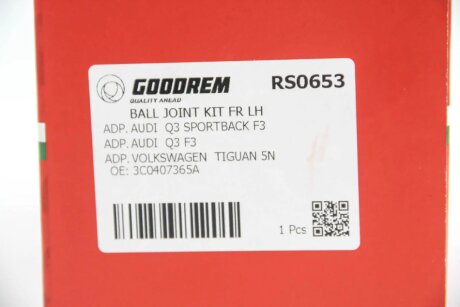 GOODREM RS0653
QUALITY AHEAD
BALL JOINT KIT FR LH
ADP. AUDI Q3 SPORTBACK F3
ADP. AUDI Q3 F3
ADP. VOLKSWAGEN TIGUAN 5N
OE: 3C0407365A
1 Pcs